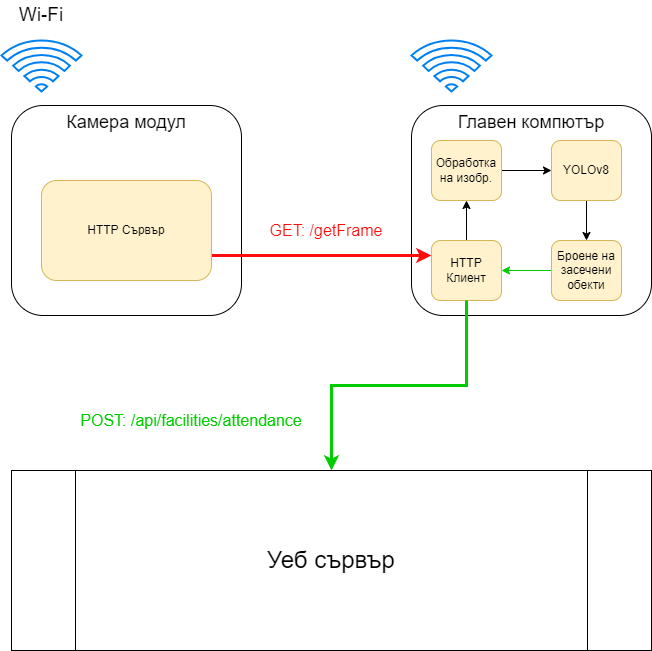 Wi-Fi
Камера модул
Главен компютър
Обработка
на изобр.
YOLOv8
HTTP Сървър
GET: /getFrame
HTTP
Клиент
Броене на
засечени
обекти
POST: /api/facilities/attendance
Уеб сървър